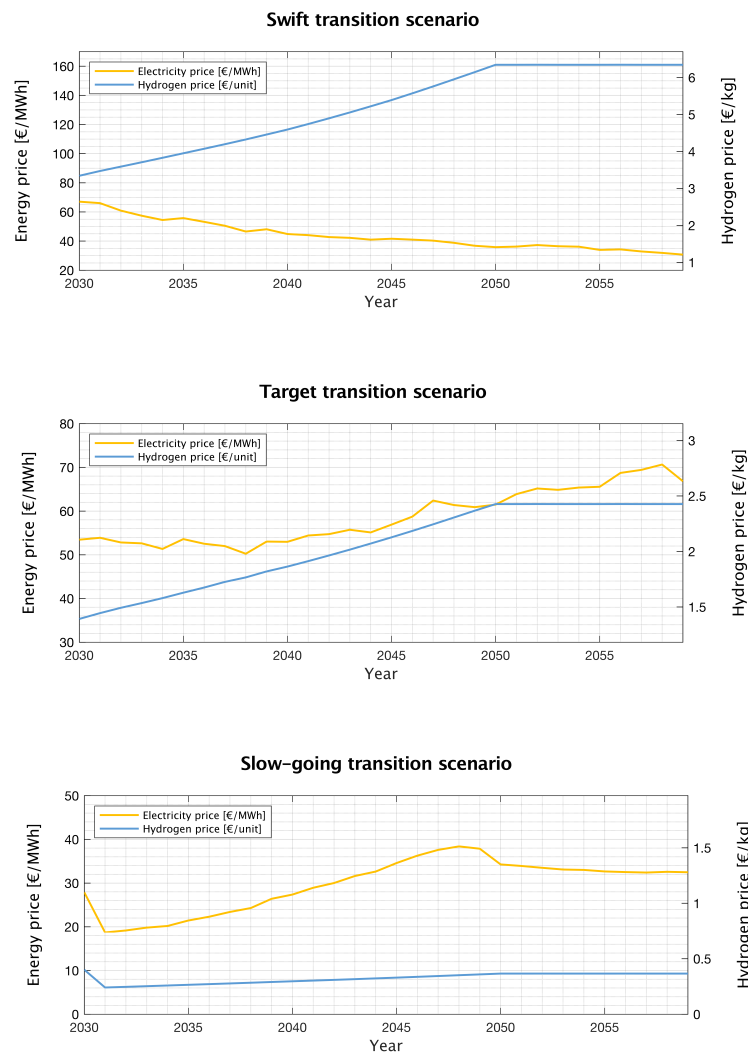 Swift transition scenario
160
140
120
100
80
60
40
20
Energy price [€/MWh]
Electricity price [€/MWh]
Hydrogen price [€/unit]
6
5
4
3
2
1
Hydrogen price [€/kg]
2030
2035
2040
2045
2050
2055
Year
Target transition scenario
80
70
60
50
40
30
Energy price [€/MWh]
Electricity price [€/MWh]
Hydrogen price [€/unit]
3
2.5
2
1.5
Hydrogen price [€/kg]
2030
2035
2040
2045
2050
2055
Year
Slow-going transition scenario
50
40
30
20
10
0
Energy price [€/MWh]
Electricity price [€/MWh]
Hydrogen price [€/unit]
1.5
1
0.5
0
Hydrogen price [€/kg]
2030
2035
2040
2045
2050
2055
Year